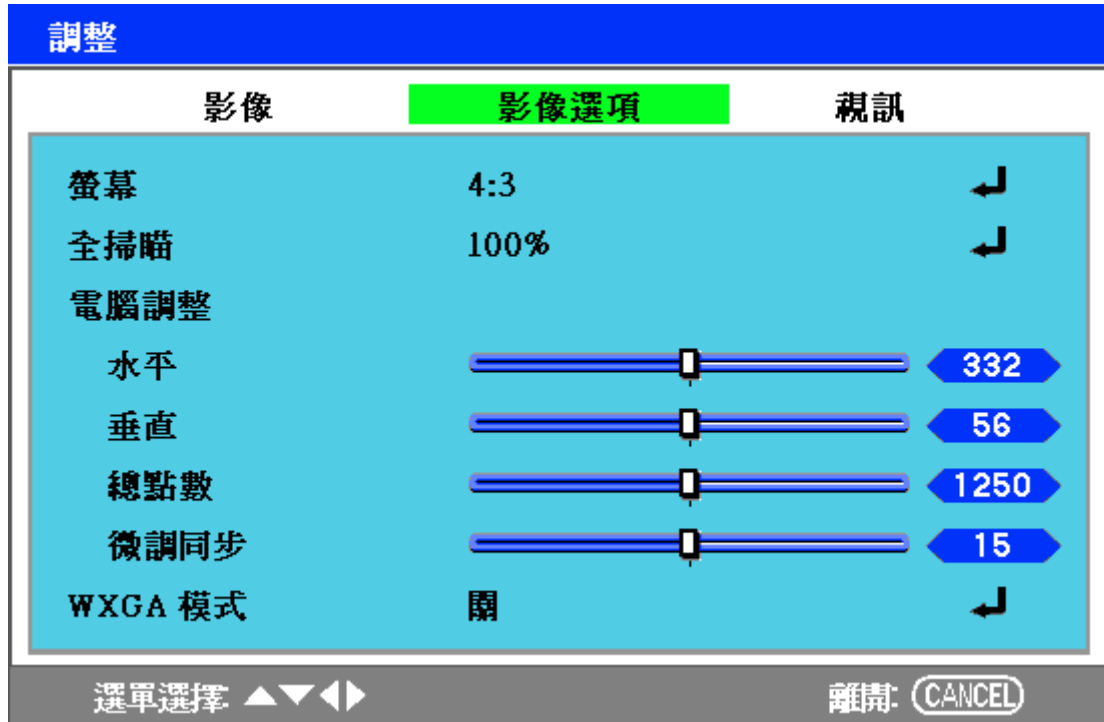 調整
影像 影像選項 視訊
螢幕 4:3
全掃瞄 100%
電腦調整
水平 332
垂直 56
總點數 1250
微調同步 15
WXGA 模式 關
選單選擇: 離開: CANCEL